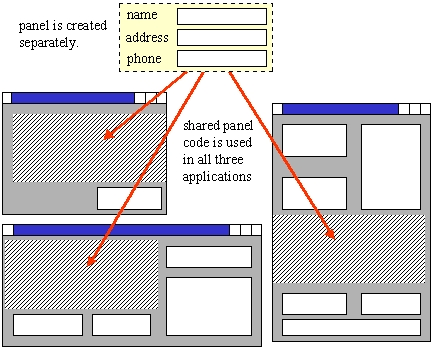 panel is created
separately.
name
address
phone
shared panel
code is used
in all three
applications